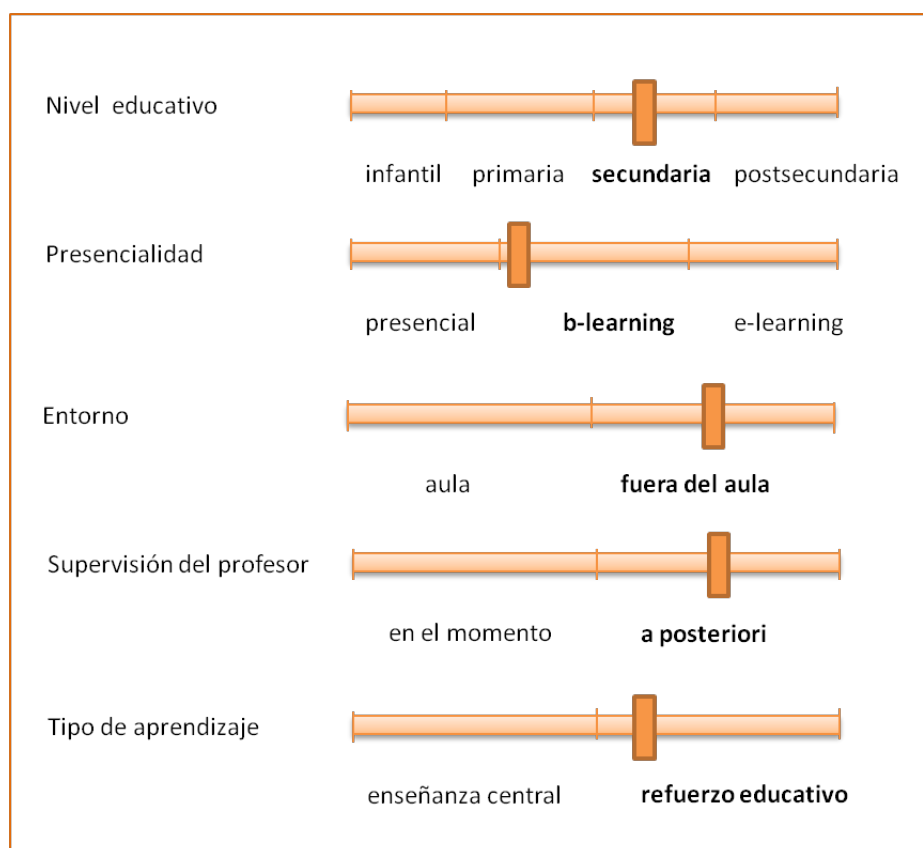 Nivel educativo
infantil primaria secundaria postsecundaria
Presencialidad
presencial b-learning e-learning
Entorno
aula fuera del aula
Supervisión del profesor
en el momento a posteriori
Tipo de aprendizaje
enseñanza central refuerzo educativo